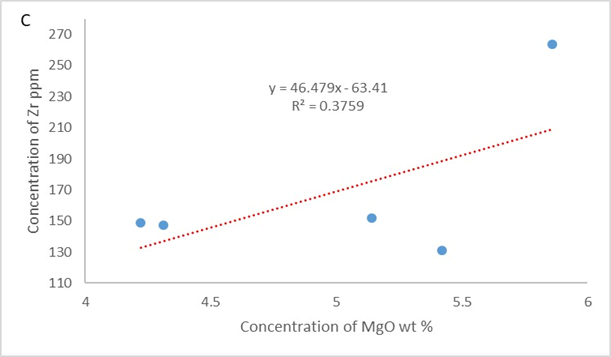 C
270
250
230
210
190
170
150
130
110
y = 46.479x - 63.41
R² = 0.3759
Concentration of Zr ppm
4
4.5
5
5.5
6
Concentration of MgO wt %